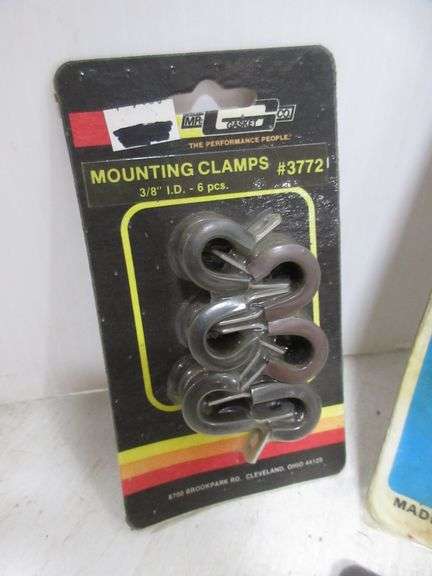 MR. GASKET CO.
THE PERFORMANCE PEOPLE.
MOUNTING CLAMPS #3772
3/8" I.D. - 6 pcs.
8700 BROOKPARK RD. CLEVELAND, OHIO 44129
MAD